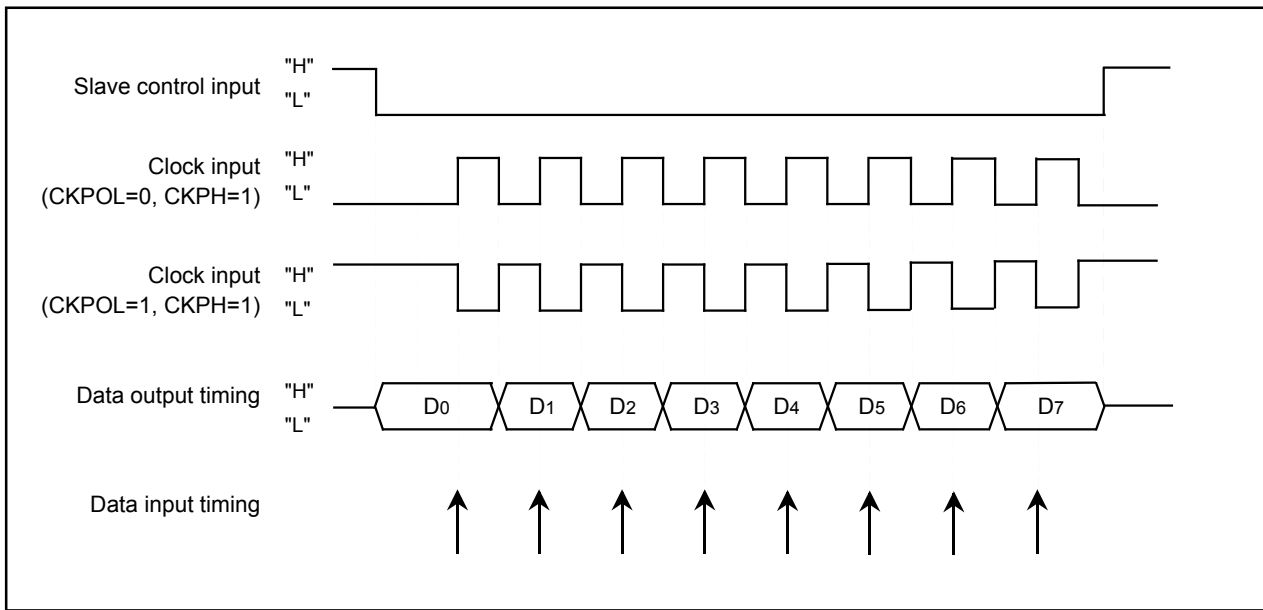 Slave control input
"H"
"L"
Clock input
(CKPOL=0, CKPH=1)
"H"
"L"
Clock input
(CKPOL=1, CKPH=1)
"H"
"L"
Data output timing
"H"
"L"
D0 D1 D2 D3 D4 D5 D6 D7
Data input timing